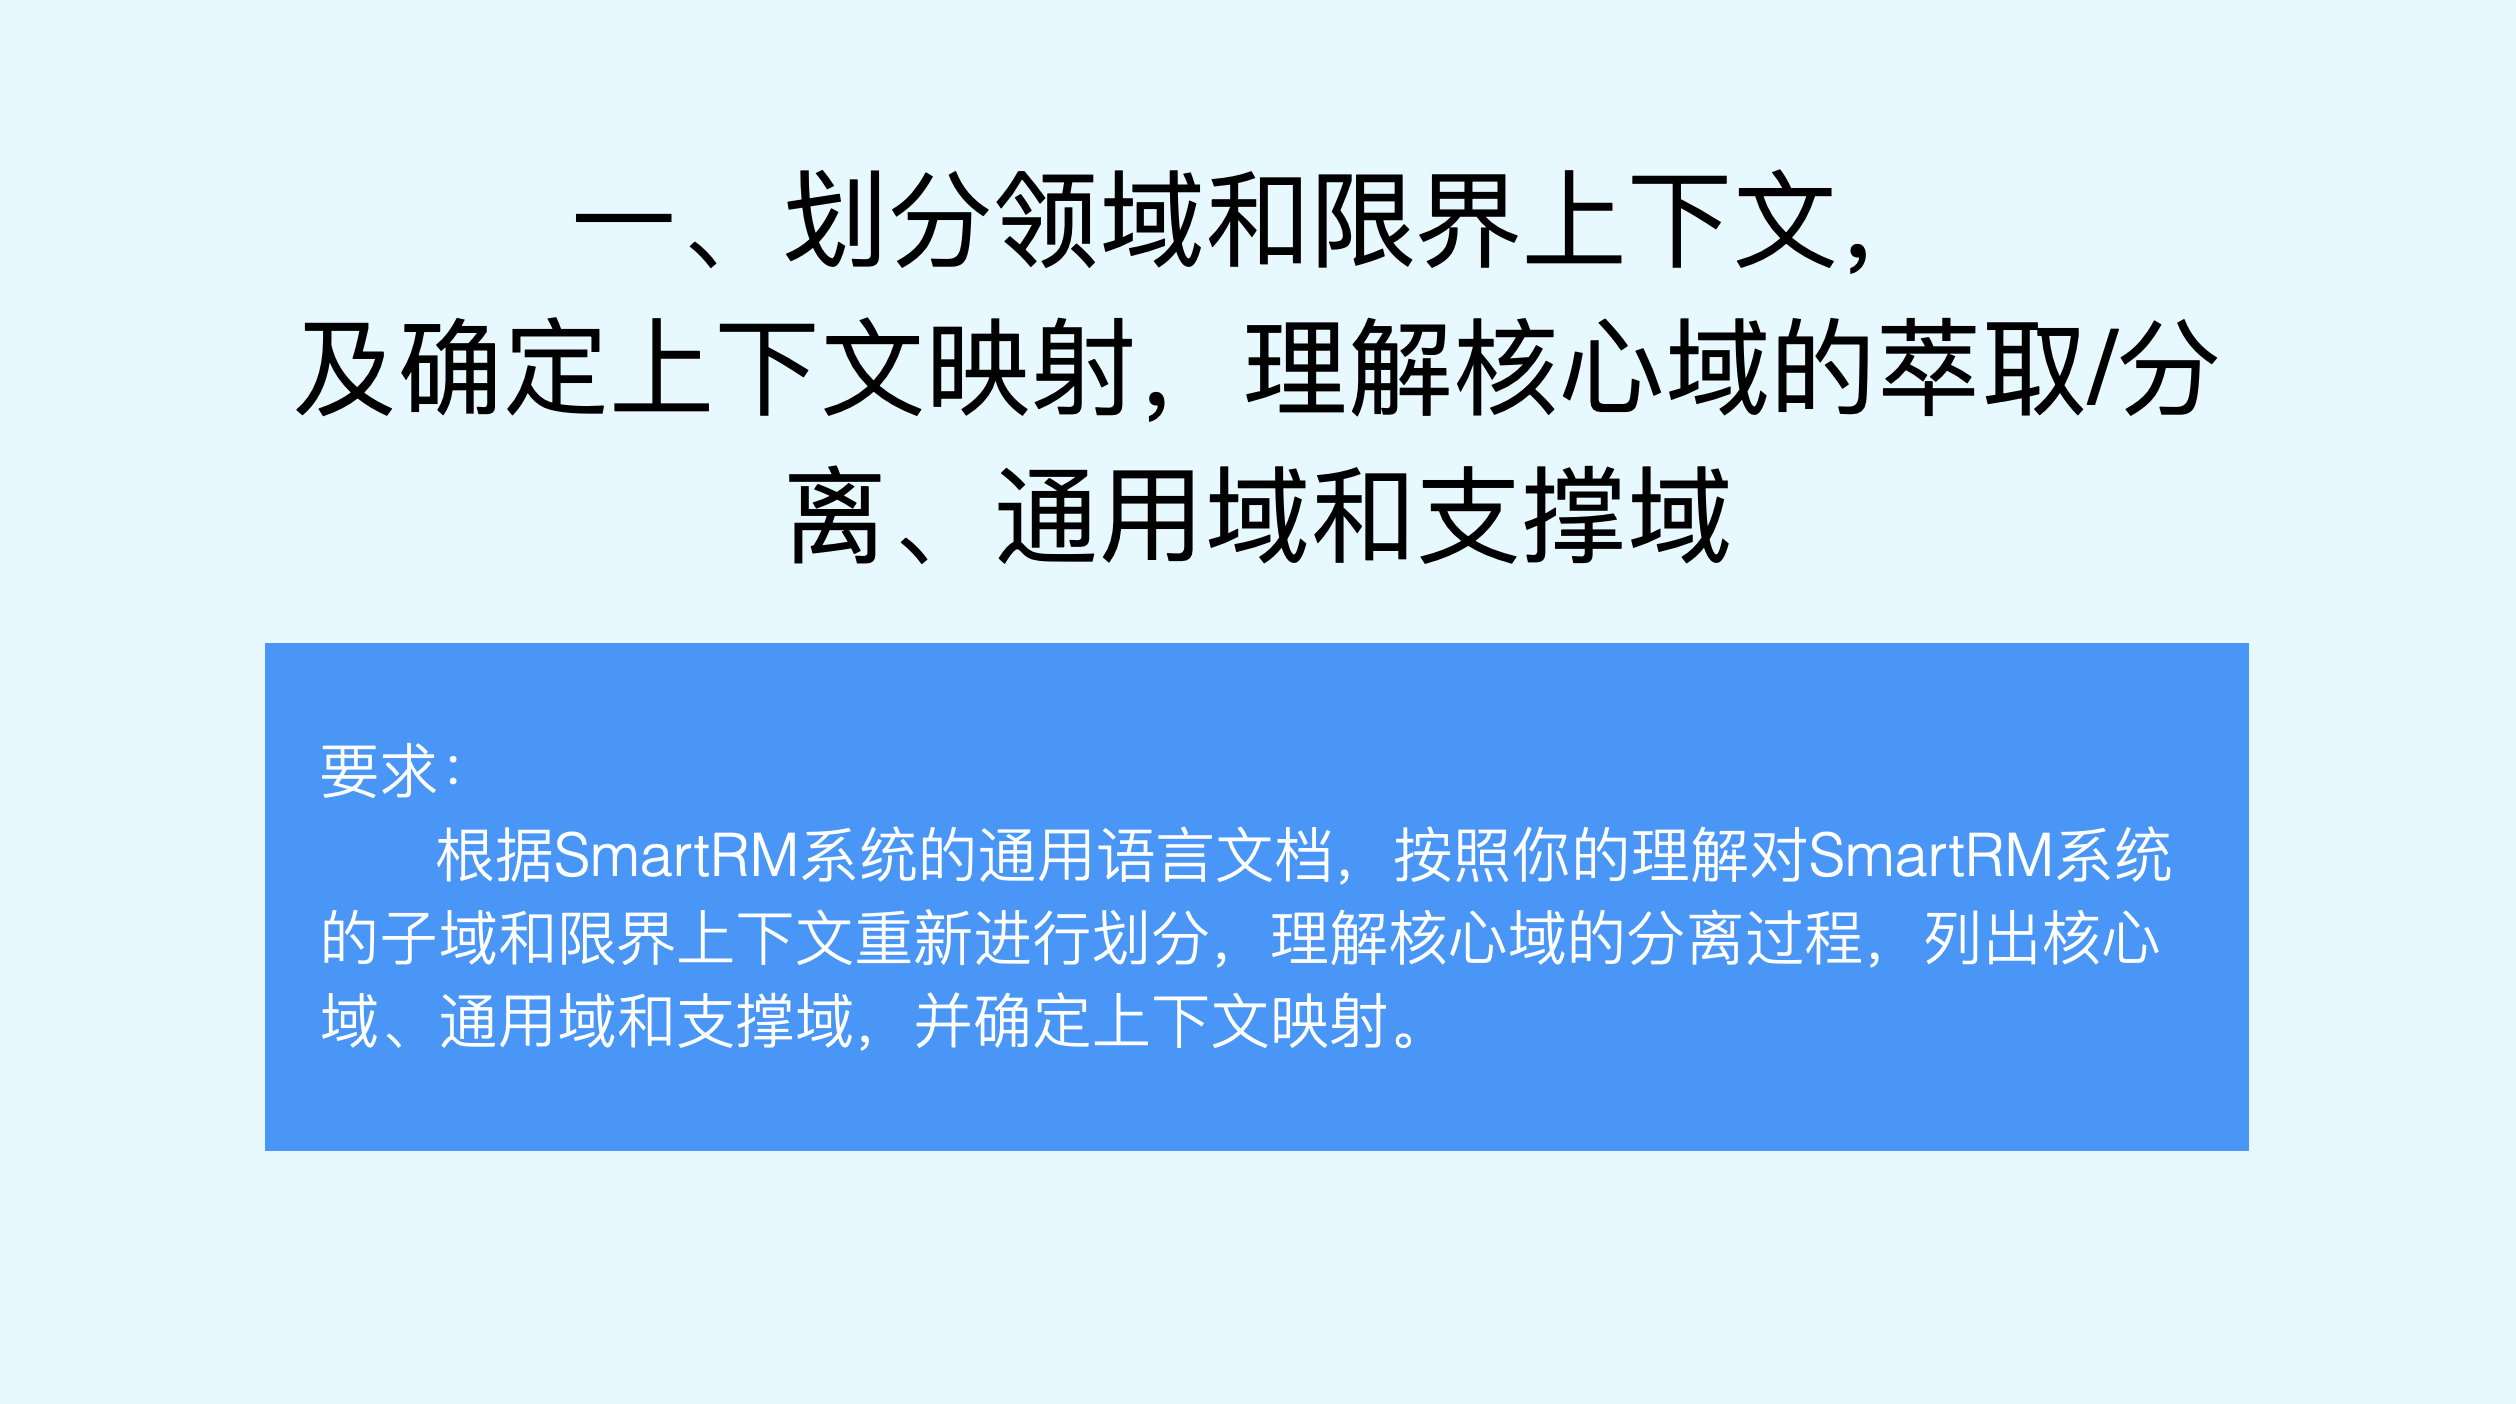 一、划分领域和限界上下文，
及确定上下文映射，理解核心域的萃取/分
离、通用域和支撑域
要求：
根据SmartRM系统的通用语言文档，按照你的理解对SmartRM系统
的子域和限界上下文重新进行划分，理解核心域的分离过程，列出核心
域、通用域和支撑域，并确定上下文映射。